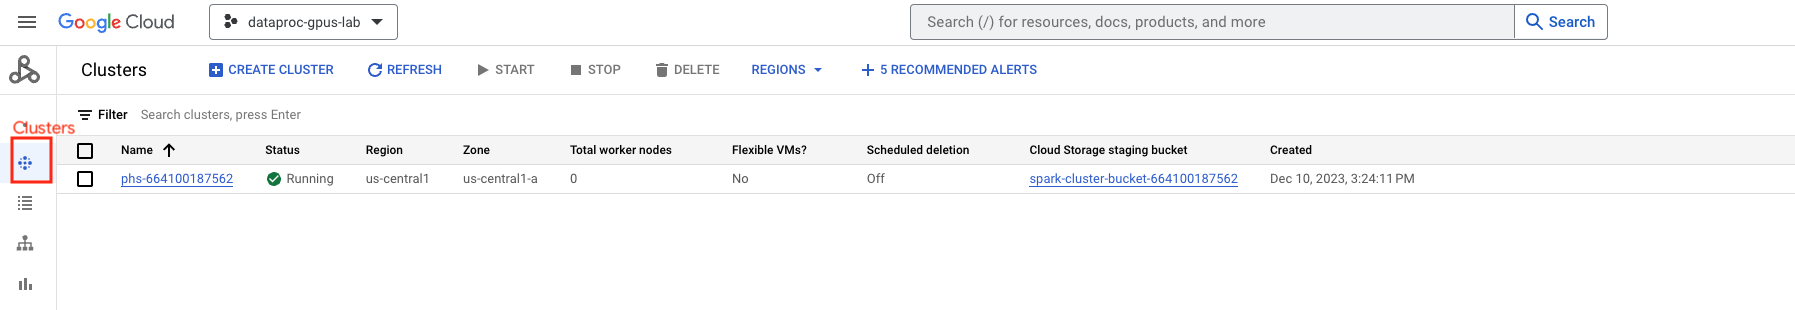 Google Cloud dataproc-gpus-lab Search (/) for resources, docs, products, and more Search
Clusters CREATE CLUSTER REFRESH START STOP DELETE REGIONS 5 RECOMMENDED ALERTS
Filter Search clusters, press Enter
Clusters
Name Status Region Zone Total worker nodes Flexible VMs? Scheduled deletion Cloud Storage staging bucket Created
phs-664100187562 Running us-central1 us-central1-a 0 No Off spark-cluster-bucket-664100187562 Dec 10, 2023, 3:24:11 PM